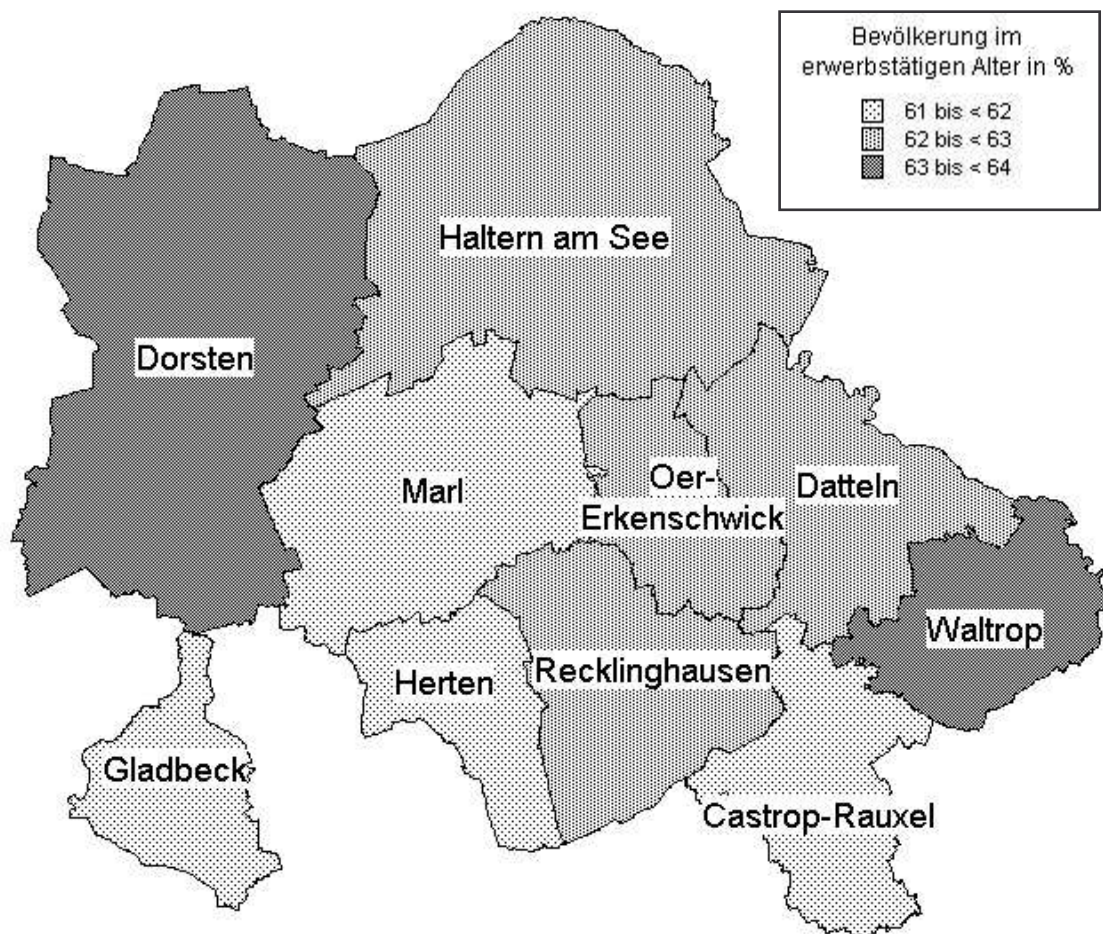 Bevölkerung im
erwerbstätigen Alter in %
61 bis < 62
62 bis < 63
63 bis < 64
Haltern am See
Dorsten
Marl
Oer-
Erkenschwick
Datteln
Waltrop
Herten
Recklinghausen
Gladbeck
Castrop-Rauxel